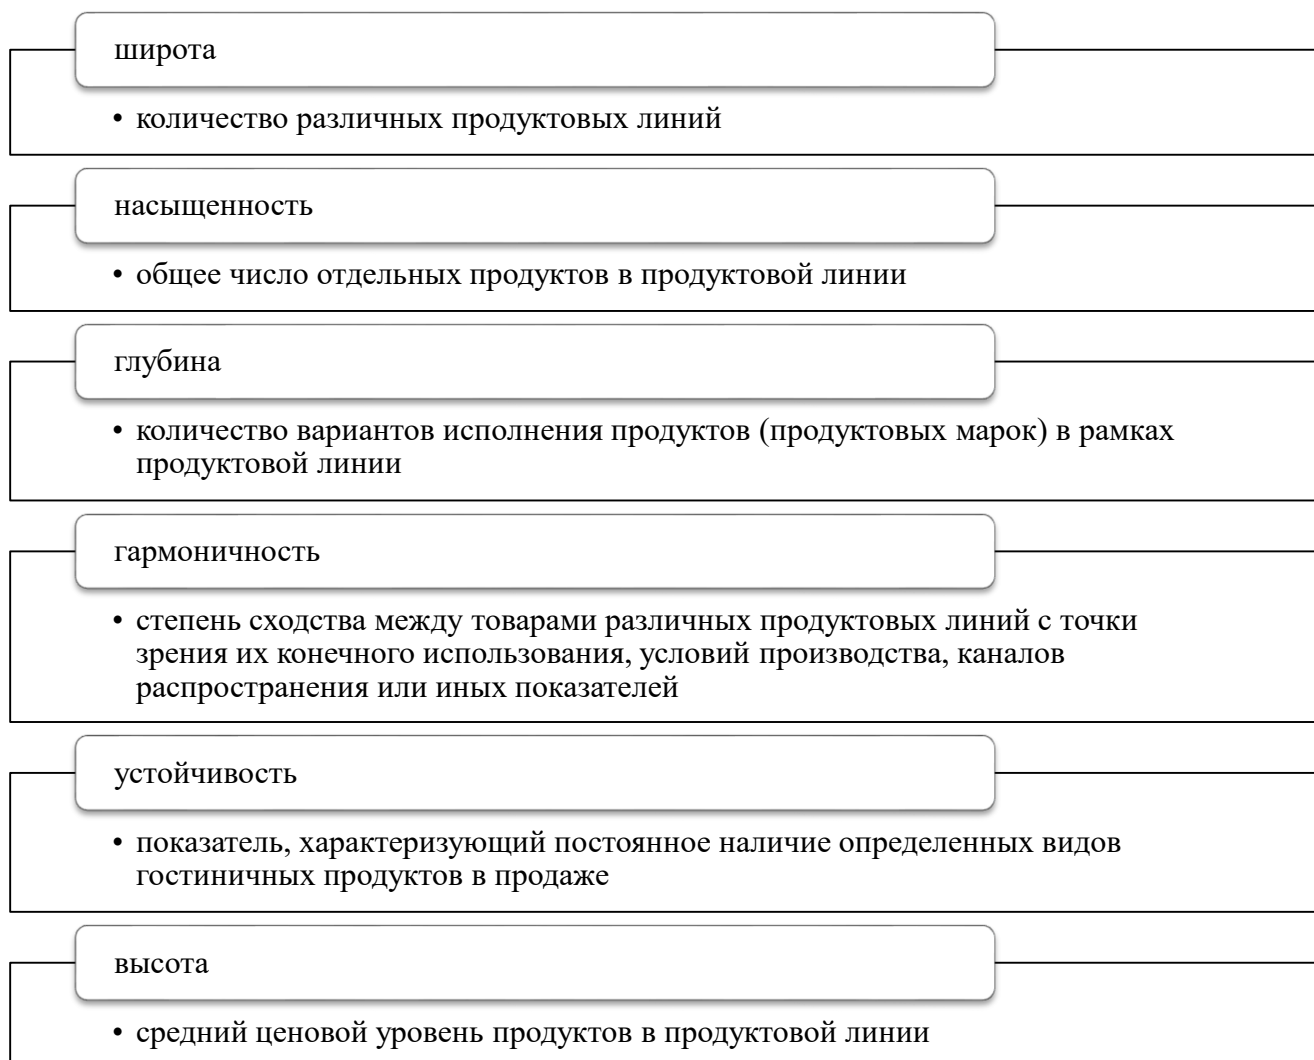 широта
• количество различных продуктовых линий
насыщенность
• общее число отдельных продуктов в продуктовой линии
глубина
• количество вариантов исполнения продуктов (продуктовых марок) в рамках
продуктовой линии
гармоничность
• степень сходства между товарами различных продуктовых линий с точки
зрения их конечного использования, условий производства, каналов
распространения или иных показателей
устойчивость
• показатель, характеризующий постоянное наличие определенных видов
гостиничных продуктов в продаже
высота
• средний ценовой уровень продуктов в продуктовой линии